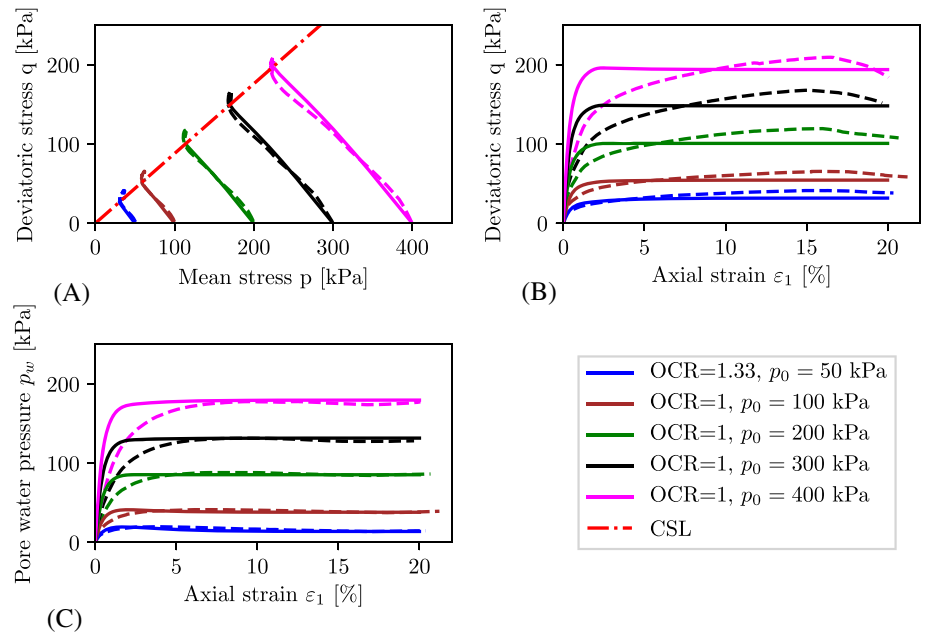 Deviatoric stress q [kPa]
200
100
0
0 100 200 300 400
Mean stress p [kPa]
(A)
Deviatoric stress q [kPa]
200
100
0
0 5 10 15 20
Axial strain ε₁ [%]
(B)
Pore water pressure p_w [kPa]
200
100
0
0 5 10 15 20
Axial strain ε₁ [%]
(C)
OCR=1.33, p₀ = 50 kPa
OCR=1, p₀ = 100 kPa
OCR=1, p₀ = 200 kPa
OCR=1, p₀ = 300 kPa
OCR=1, p₀ = 400 kPa
CSL